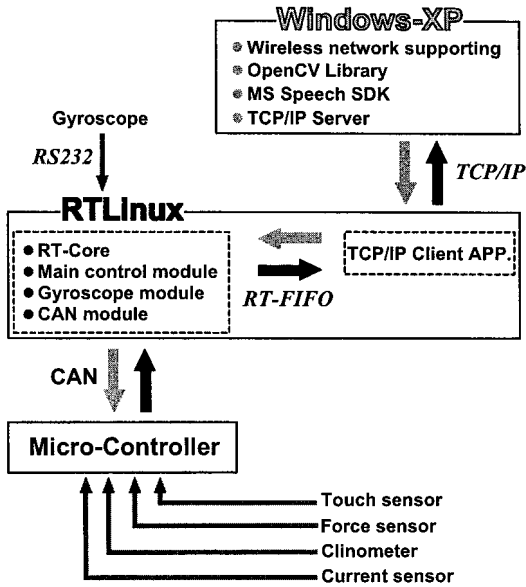 Windows-XP
Wireless network supporting
OpenCV Library
MS Speech SDK
TCP/IP Server
Gyroscope
RS232
TCP/IP
RTLinux
RT-Core
Main control module
Gyroscope module
CAN module
RT-FIFO
TCP/IP Client APP.
CAN
Micro-Controller
Touch sensor
Force sensor
Clinometer
Current sensor